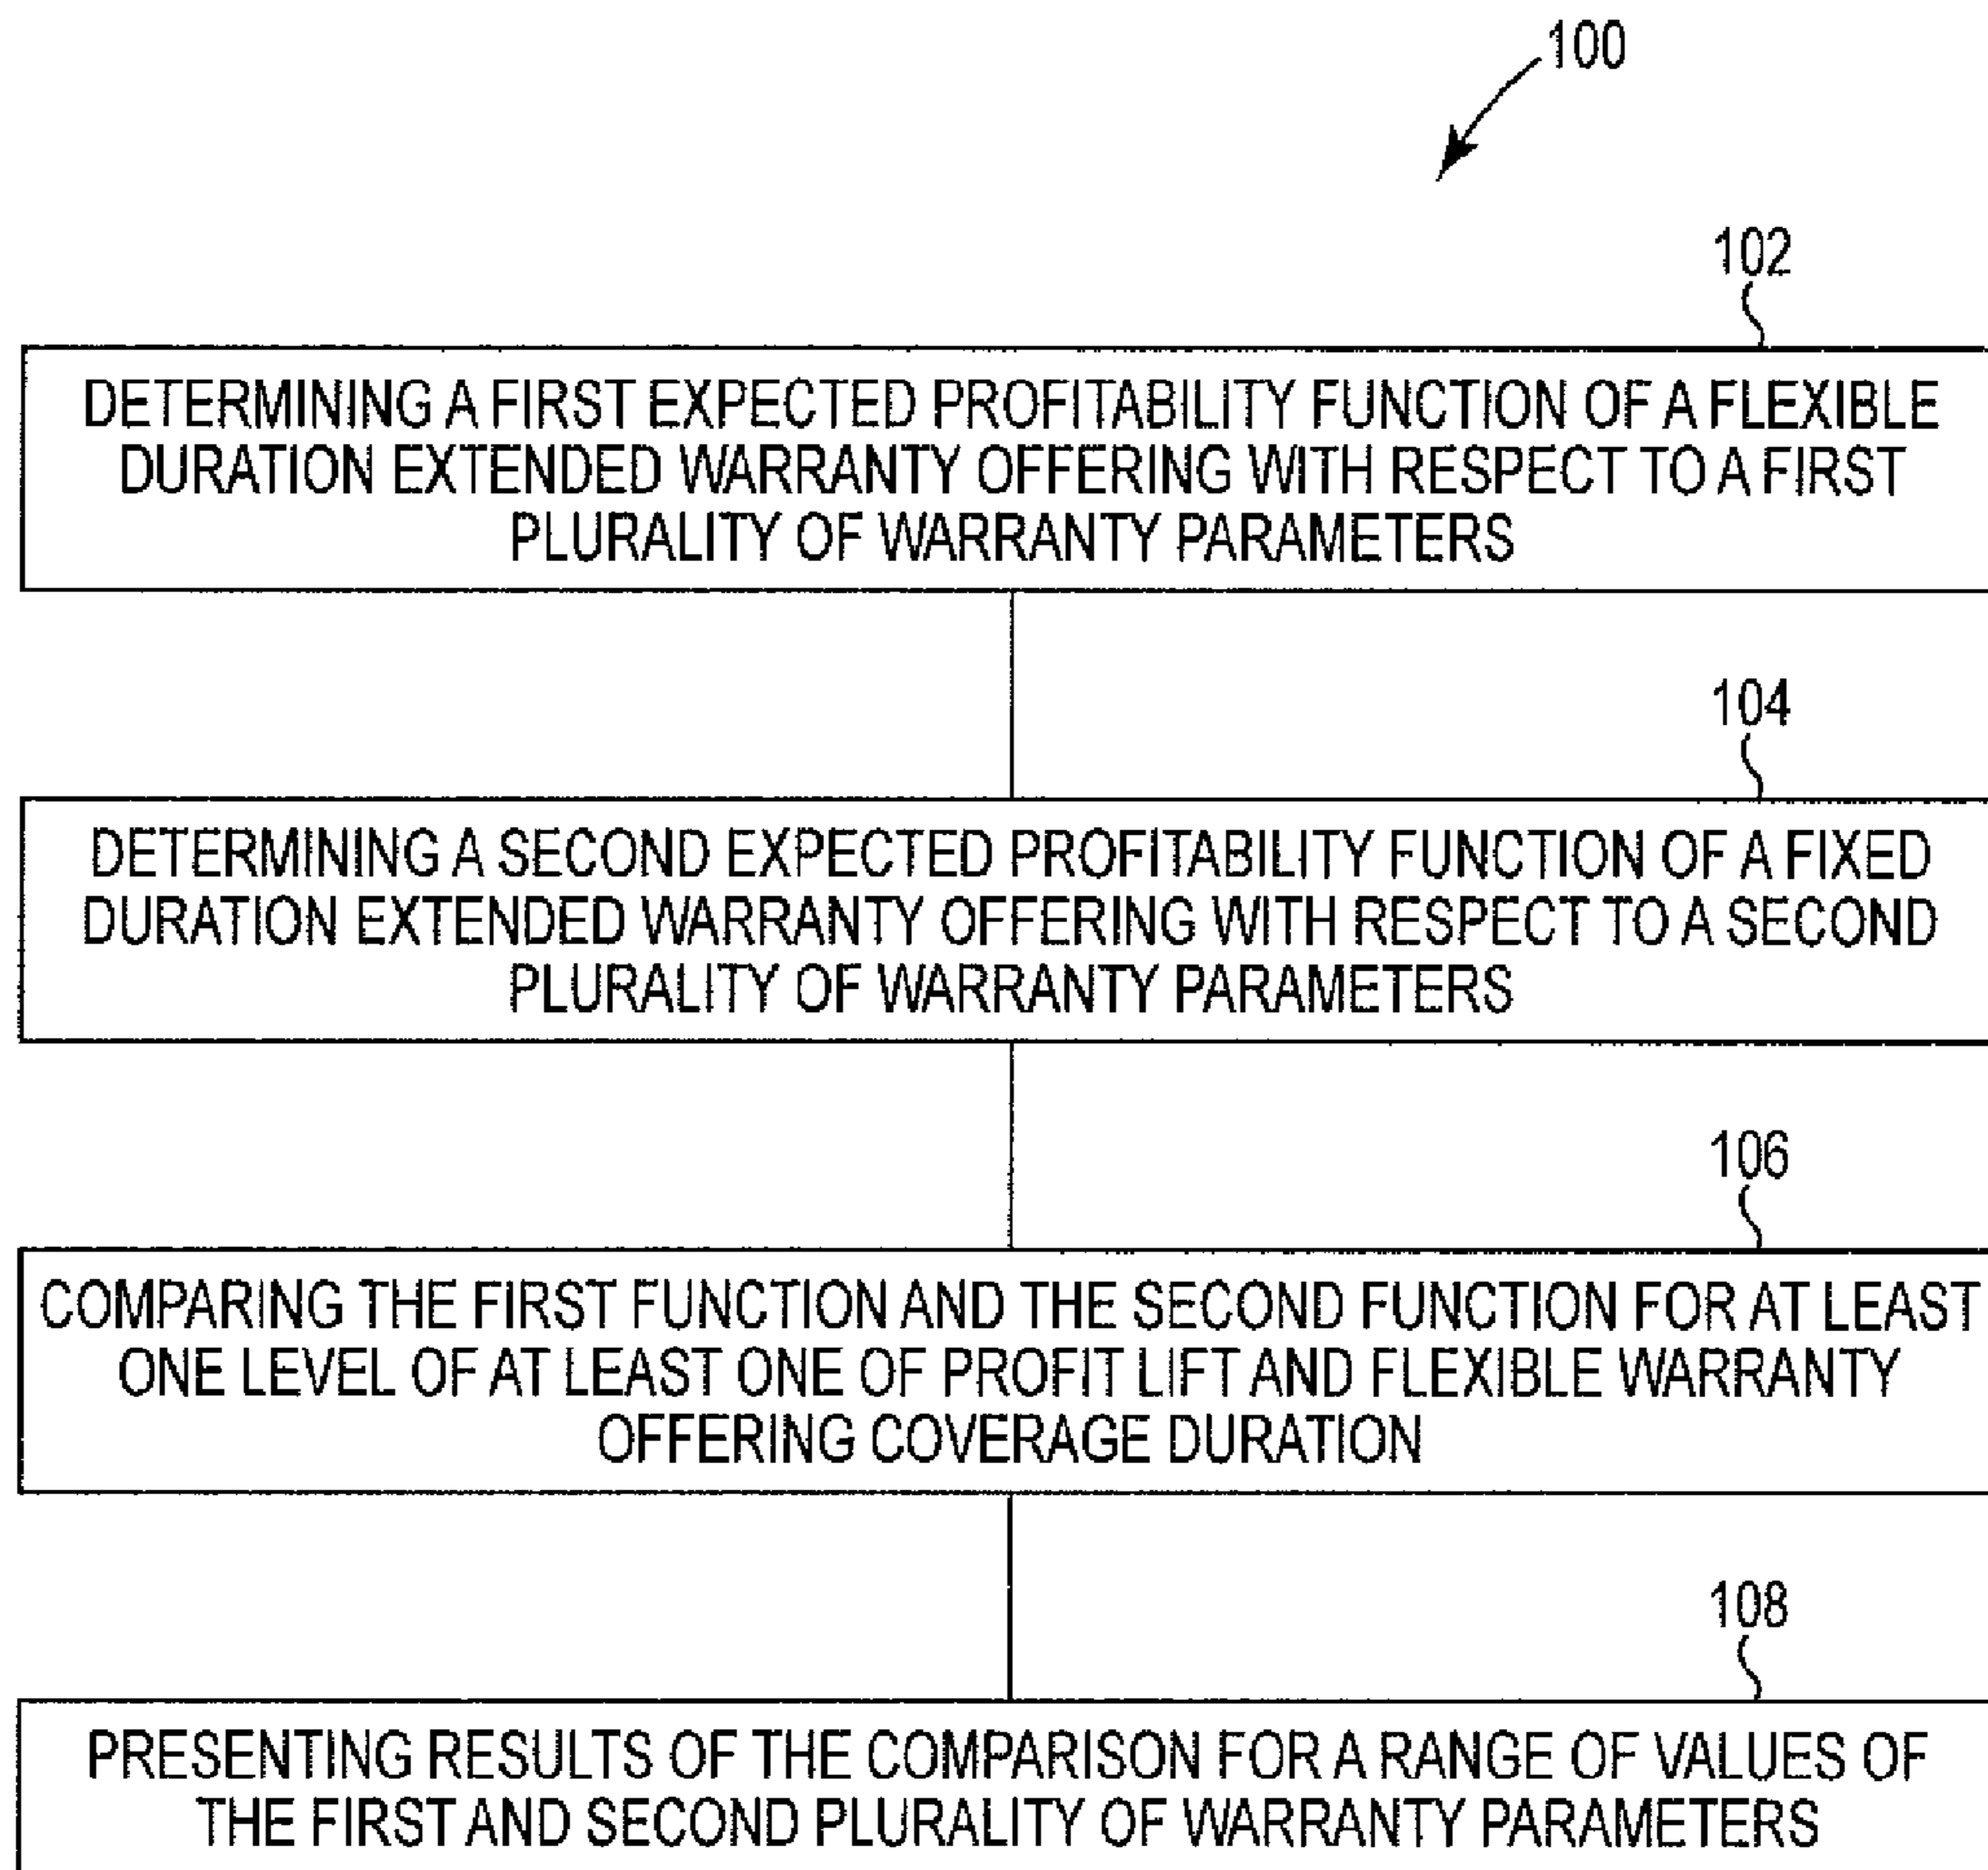 100
102
DETERMINING A FIRST EXPECTED PROFITABILITY FUNCTION OF A FLEXIBLE
DURATION EXTENDED WARRANTY OFFERING WITH RESPECT TO A FIRST
PLURALITY OF WARRANTY PARAMETERS
104
DETERMINING A SECOND EXPECTED PROFITABILITY FUNCTION OF A FIXED
DURATION EXTENDED WARRANTY OFFERING WITH RESPECT TO A SECOND
PLURALITY OF WARRANTY PARAMETERS
106
COMPARING THE FIRST FUNCTION AND THE SECOND FUNCTION FOR AT LEAST
ONE LEVEL OF AT LEAST ONE OF PROFIT LIFT AND FLEXIBLE WARRANTY
OFFERING COVERAGE DURATION
108
PRESENTING RESULTS OF THE COMPARISON FOR A RANGE OF VALUES OF
THE FIRST AND SECOND PLURALITY OF WARRANTY PARAMETERS